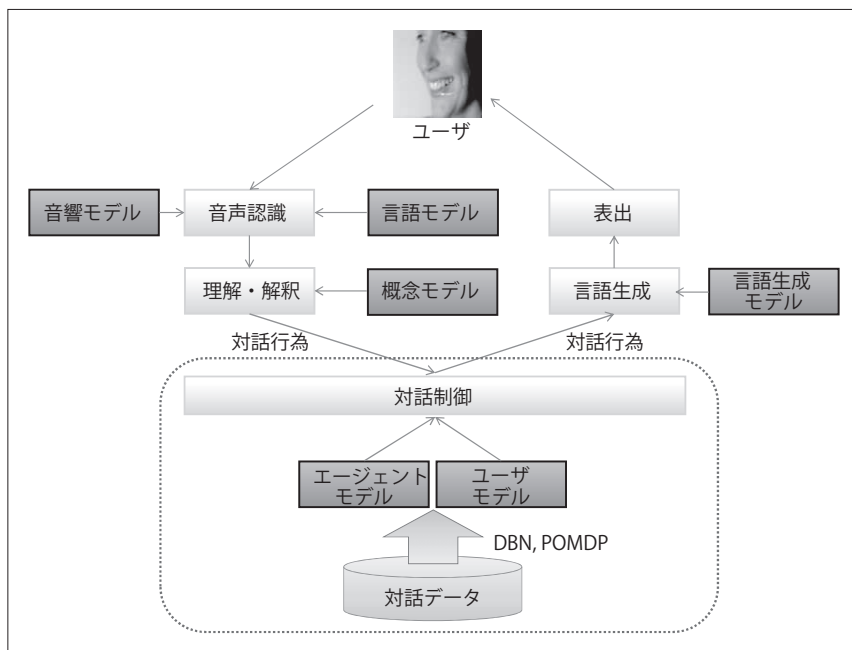 ユーザ
音響モデル
音声認識
言語モデル
表出
理解・解釈
概念モデル
言語生成
言語生成
モデル
対話行為
対話行為
対話制御
エージェント
モデル
ユーザ
モデル
DBN, POMDP
対話データ